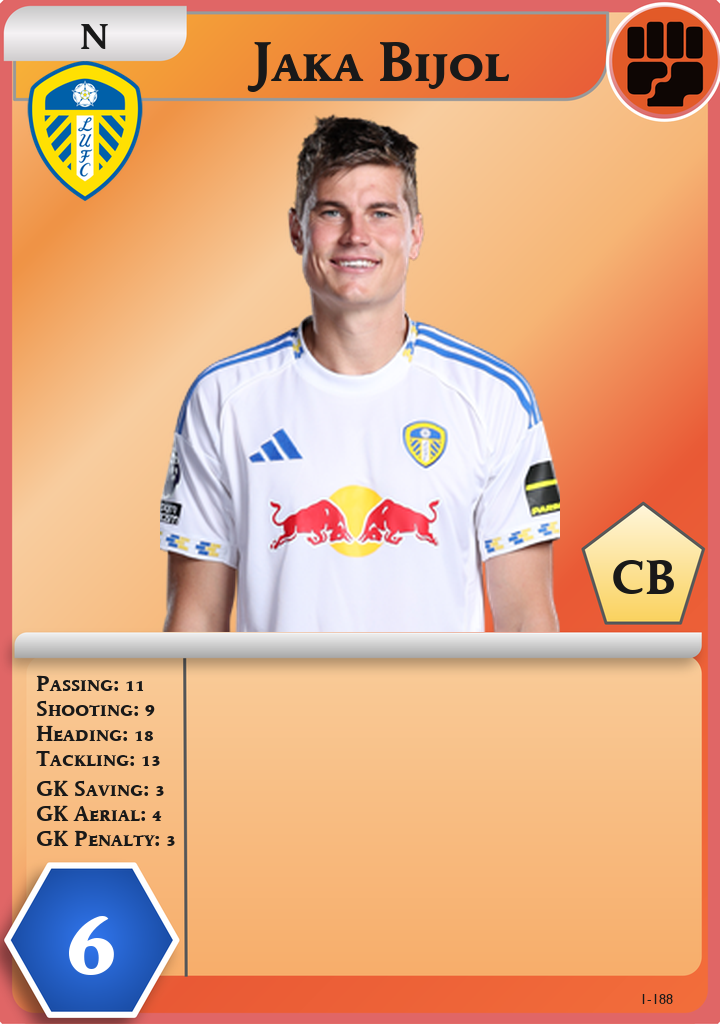 N
Jaka Bijol
LUFC
CB
Passing: 11
Shooting: 9
Heading: 18
Tackling: 13
GK Saving: 3
GK Aerial: 4
GK Penalty: 3
6
1-188